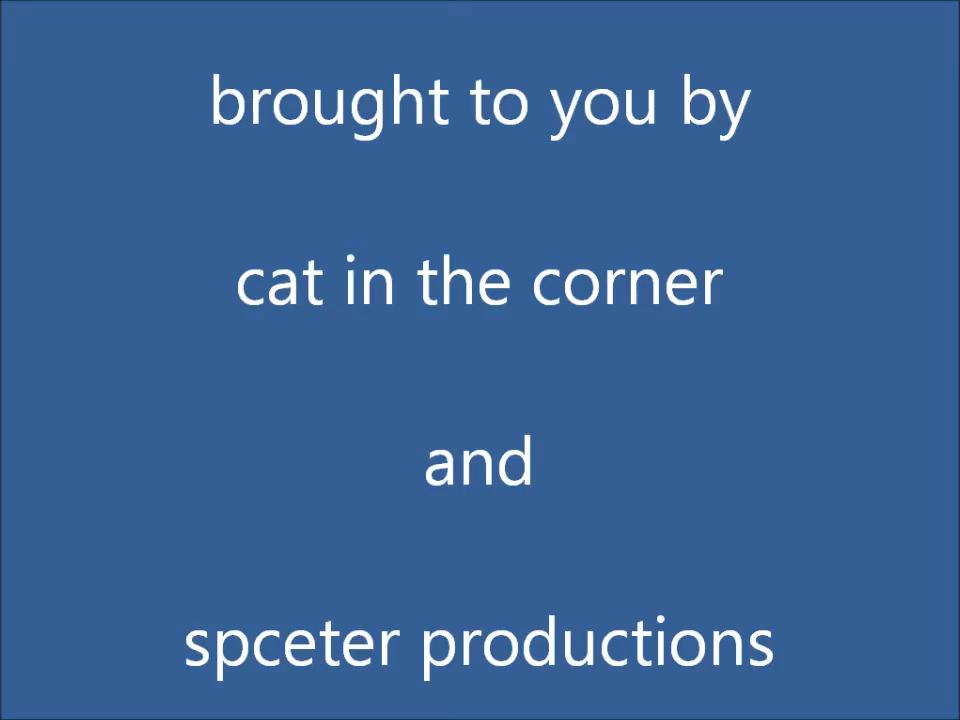 brought to you by
cat in the corner
and
spceter productions